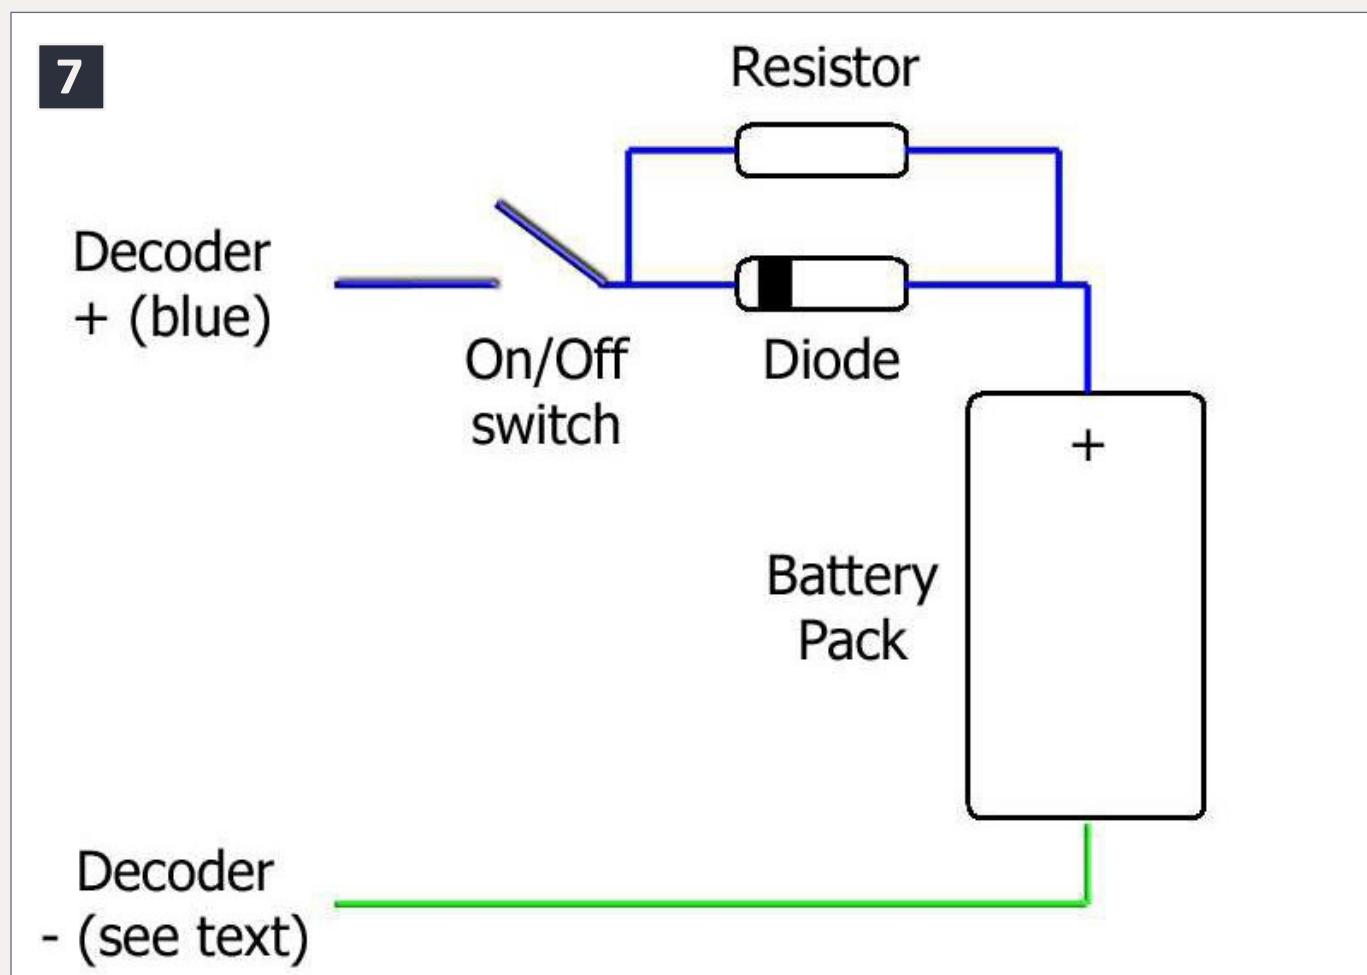 7
Resistor
Decoder
+ (blue)
On/Off
switch
Diode
+
Battery
Pack
Decoder
- (see text)